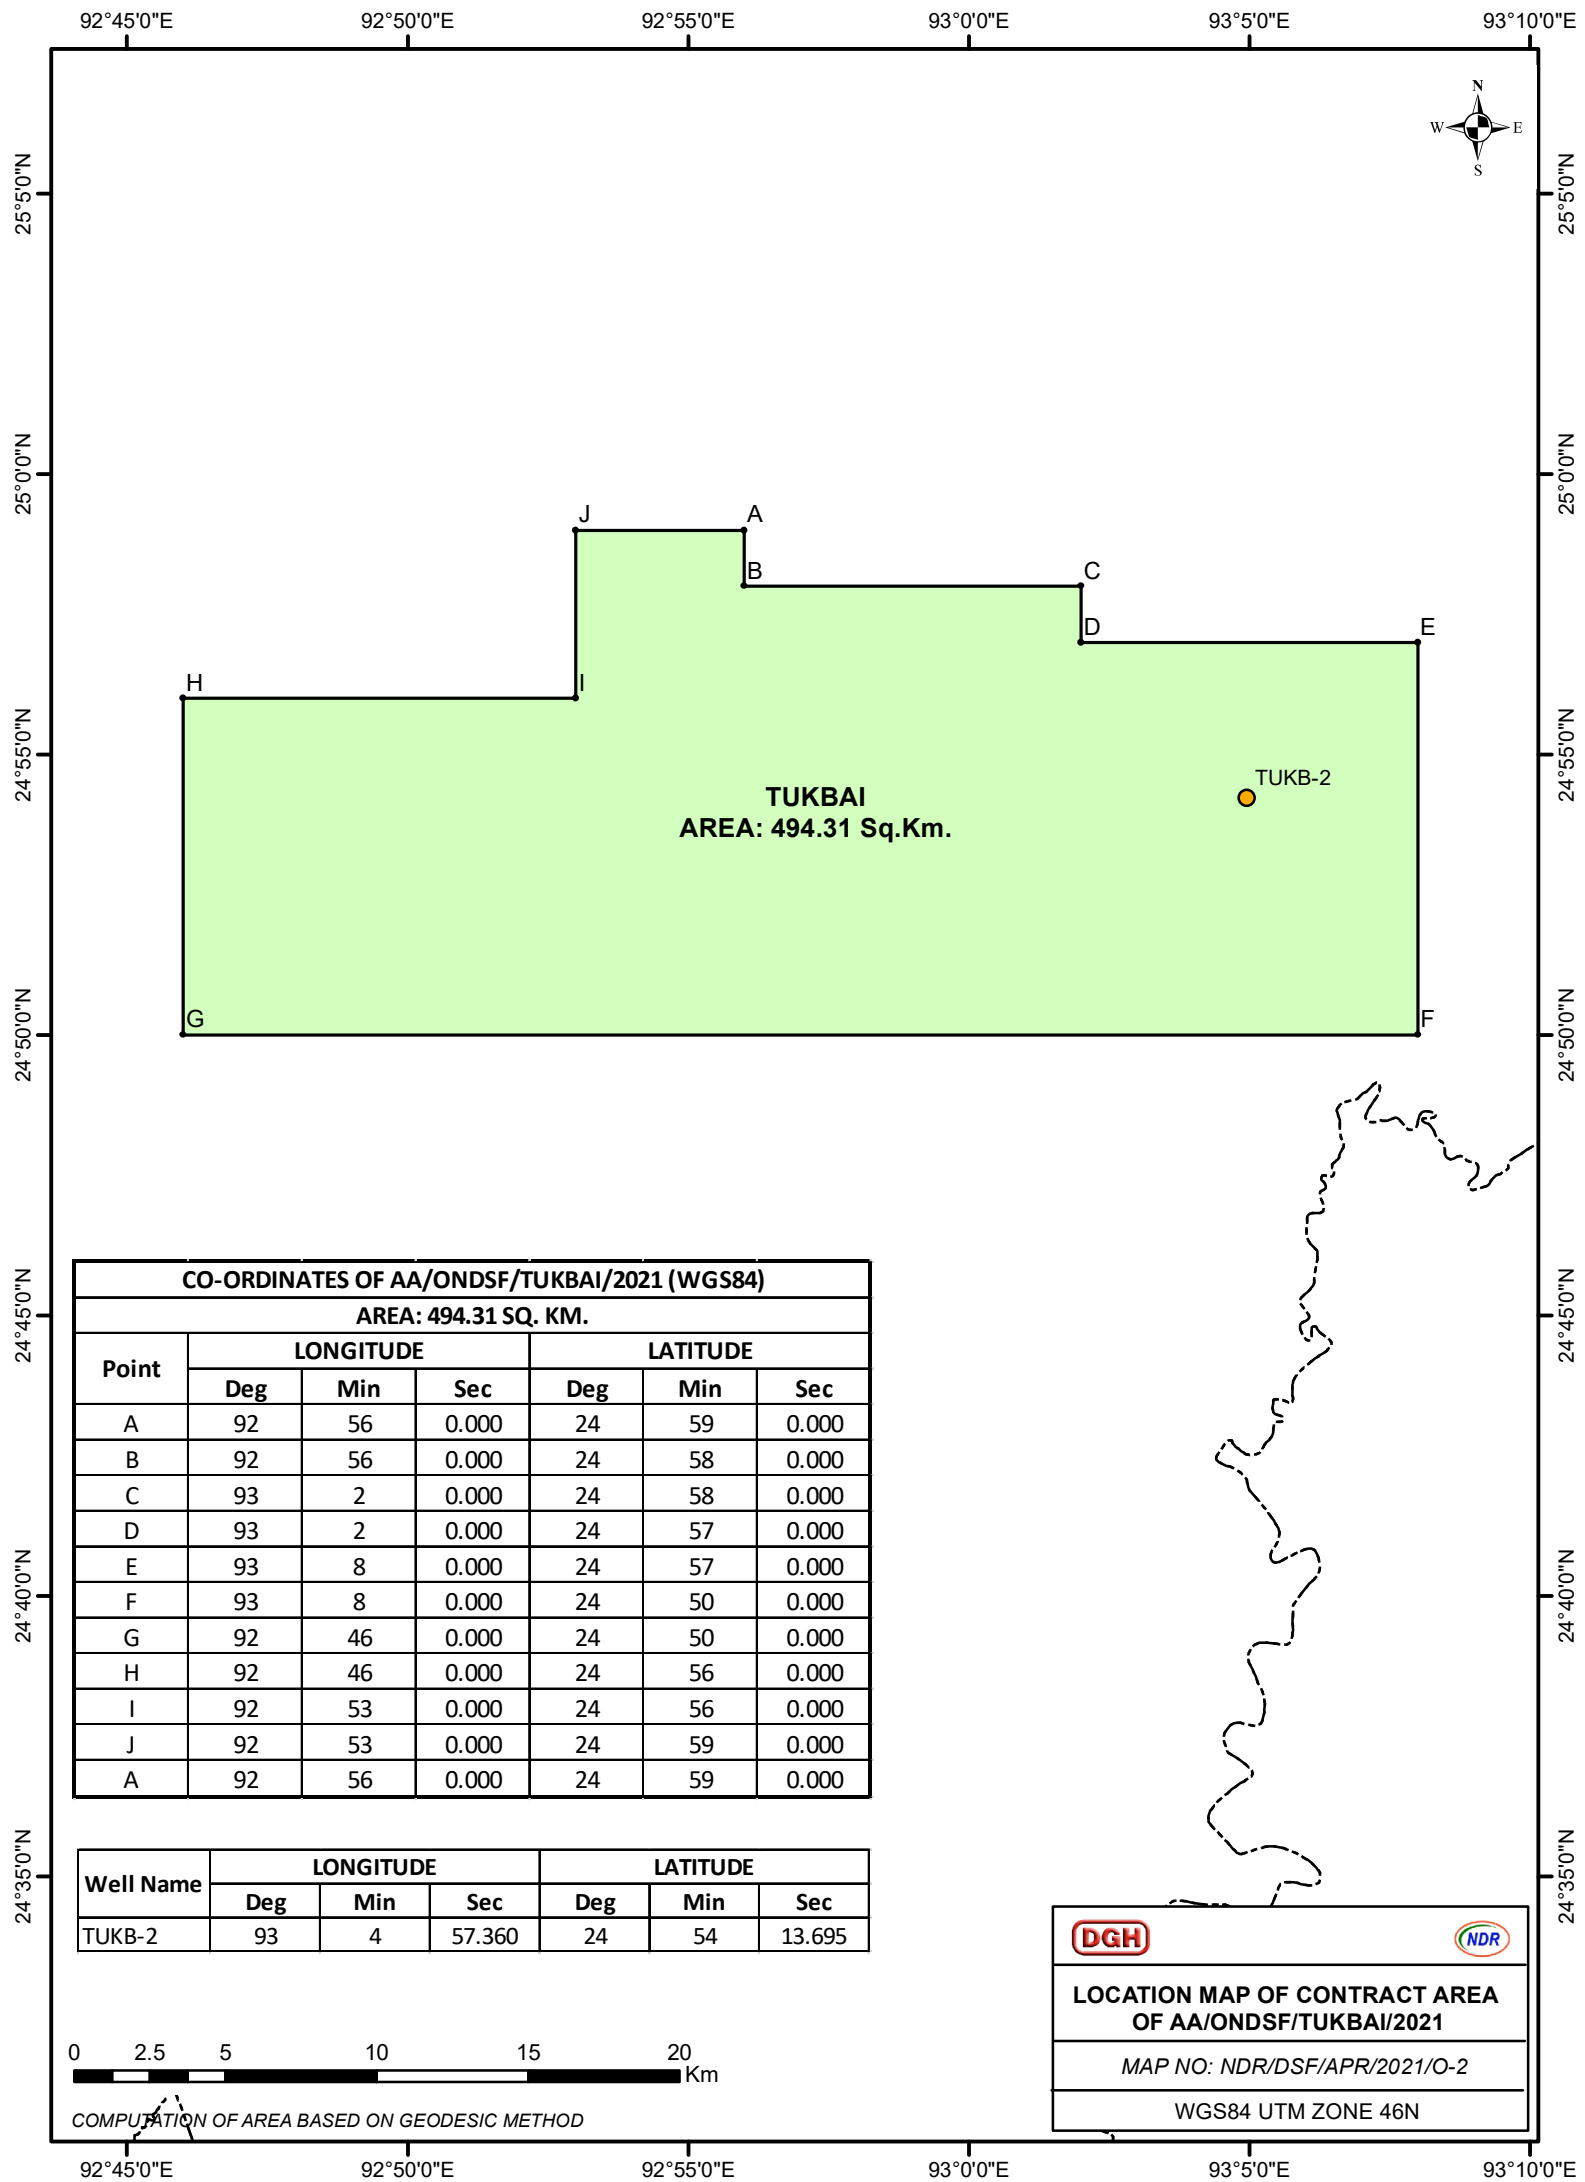 92°45'0"E 92°50'0"E 92°55'0"E 93°0'0"E 93°5'0"E 93°10'0"E
N
W E
S
25°5'0"N 25°5'0"N
25°0'0"N 25°0'0"N
J A
B C
D E
H I
24°55'0"N 24°55'0"N
TUKB-2
TUKBAI
AREA: 494.31 Sq.Km.
G F
24°50'0"N 24°50'0"N
CO-ORDINATES OF AA/ONDSF/TUKBAI/2021 (WGS84)
AREA: 494.31 SQ. KM.
Point LONGITUDE LATITUDE
Deg Min Sec Deg Min Sec
A 92 56 0.000 24 59 0.000
B 92 56 0.000 24 58 0.000
C 93 2 0.000 24 58 0.000
D 93 2 0.000 24 57 0.000
E 93 8 0.000 24 57 0.000
F 93 8 0.000 24 50 0.000
G 92 46 0.000 24 50 0.000
H 92 46 0.000 24 56 0.000
I 92 53 0.000 24 56 0.000
J 92 53 0.000 24 59 0.000
A 92 56 0.000 24 59 0.000
24°45'0"N 24°45'0"N
24°40'0"N 24°40'0"N
24°35'0"N 24°35'0"N
Well Name LONGITUDE LATITUDE
Deg Min Sec Deg Min Sec
TUKB-2 93 4 57.360 24 54 13.695
DGH NDR
LOCATION MAP OF CONTRACT AREA
OF AA/ONDSF/TUKBAI/2021
MAP NO: NDR/DSF/APR/2021/O-2
WGS84 UTM ZONE 46N
0 2.5 5 10 15 20
Km
COMPUTATION OF AREA BASED ON GEODESIC METHOD
92°45'0"E 92°50'0"E 92°55'0"E 93°0'0"E 93°5'0"E 93°10'0"E